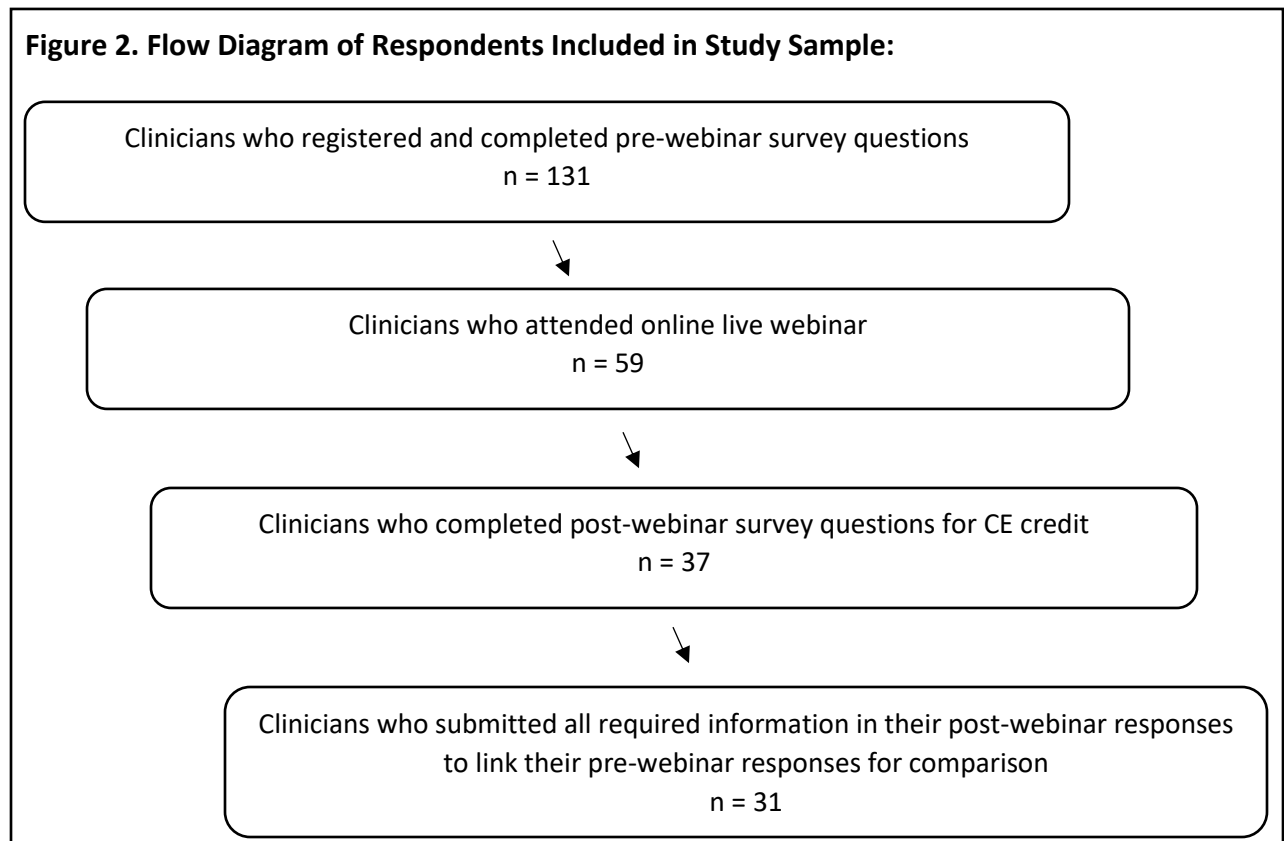 Figure 2. Flow Diagram of Respondents Included in Study Sample:
Clinicians who registered and completed pre-webinar survey questions
n = 131
Clinicians who attended online live webinar
n = 59
Clinicians who completed post-webinar survey questions for CE credit
n = 37
Clinicians who submitted all required information in their post-webinar responses
to link their pre-webinar responses for comparison
n = 31